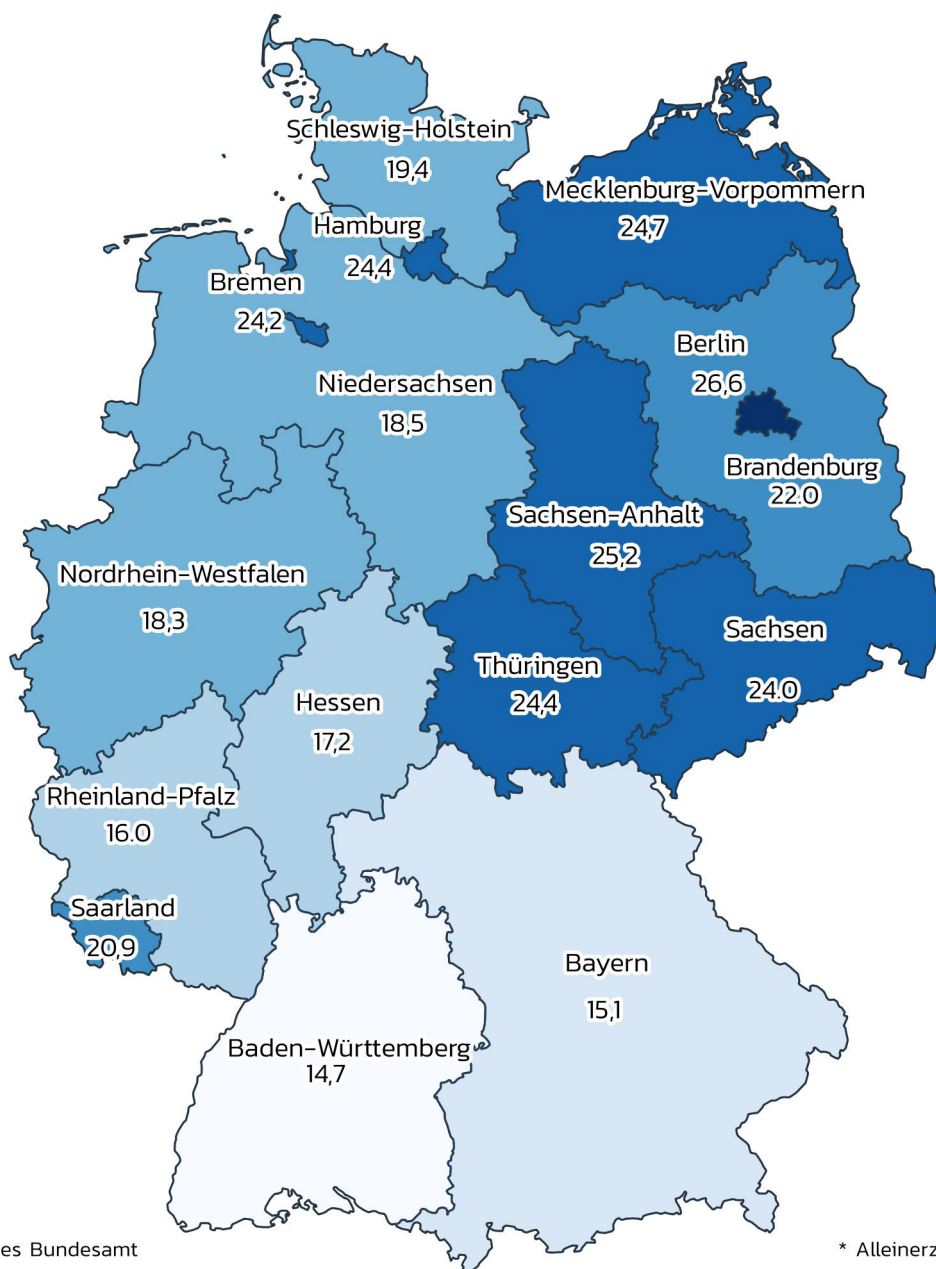 Schleswig-Holstein
19,4
Mecklenburg-Vorpommern
24,7
Hamburg
24,4
Bremen
24,2
Berlin
26,6
Niedersachsen
18,5
Brandenburg
22.0
Sachsen-Anhalt
25,2
Nordrhein-Westfalen
18,3
Sachsen
24.0
Thüringen
24,4
Hessen
17,2
Rheinland-Pfalz
16.0
Saarland
20,9
Bayern
15,1
Baden-Württemberg
14,7
es Bundesamt
* Alleinerz